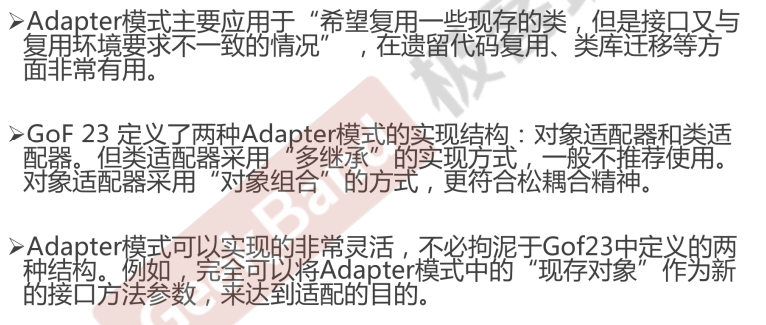 ➢Adapter模式主要应用于“希望复用一些现存的类，但是接口又与
复用环境要求不一致的情况”，在遗留代码复用、类库迁移等方
面非常有用。
➢GoF 23 定义了两种Adapter模式的实现结构：对象适配器和类适
配器。但类适配器采用“多继承”的实现方式，一般不推荐使用。
对象适配器采用“对象组合”的方式，更符合松耦合精神。
➢Adapter模式可以实现的非常灵活，不必拘泥于Gof23中定义的两
种结构。例如，完全可以将Adapter模式中的“现存对象”作为新
的接口方法参数，来达到适配的目的。
GeekBand
极客